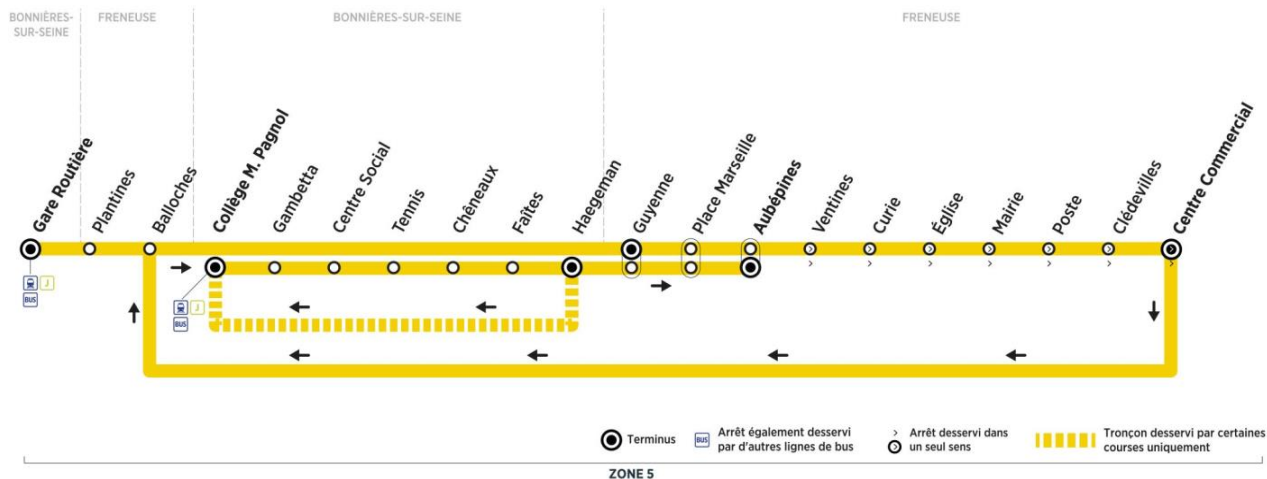 BONNIÈRES-
SUR-SEINE
FRENEUSE
BONNIÈRES-SUR-SEINE
FRENEUSE
Gare Routière
Plantines
Balloches
Collège M. Pagnol
Gambetta
Centre Social
Tennis
Chêneaux
Faîtes
Haegeman
Guyenne
Place Marseille
Aubépines
Ventines
Curie
Église
Mairie
Poste
Clédevilles
Centre Commercial
J
BUS
J
BUS
Terminus
BUS
Arrêt également desservi
par d'autres lignes de bus
Arrêt desservi dans
un seul sens
Tronçon desservi par certaines
courses uniquement
ZONE 5